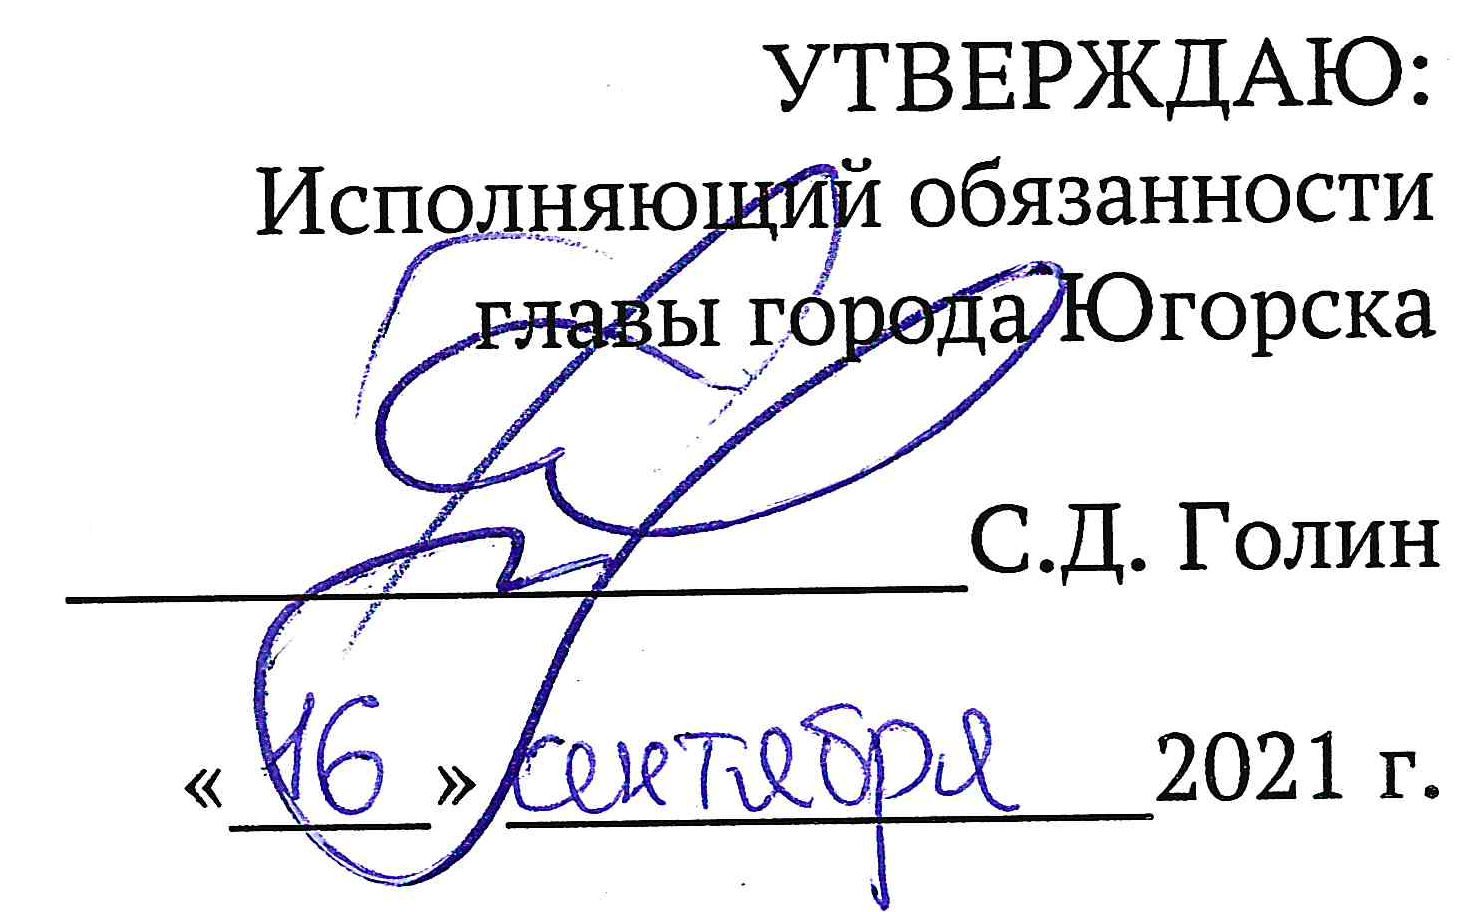 УТВЕРЖДАЮ:
Исполняющий обязанности
главы города Югорска
С.Д. Голин
«16» сентября 2021 г.